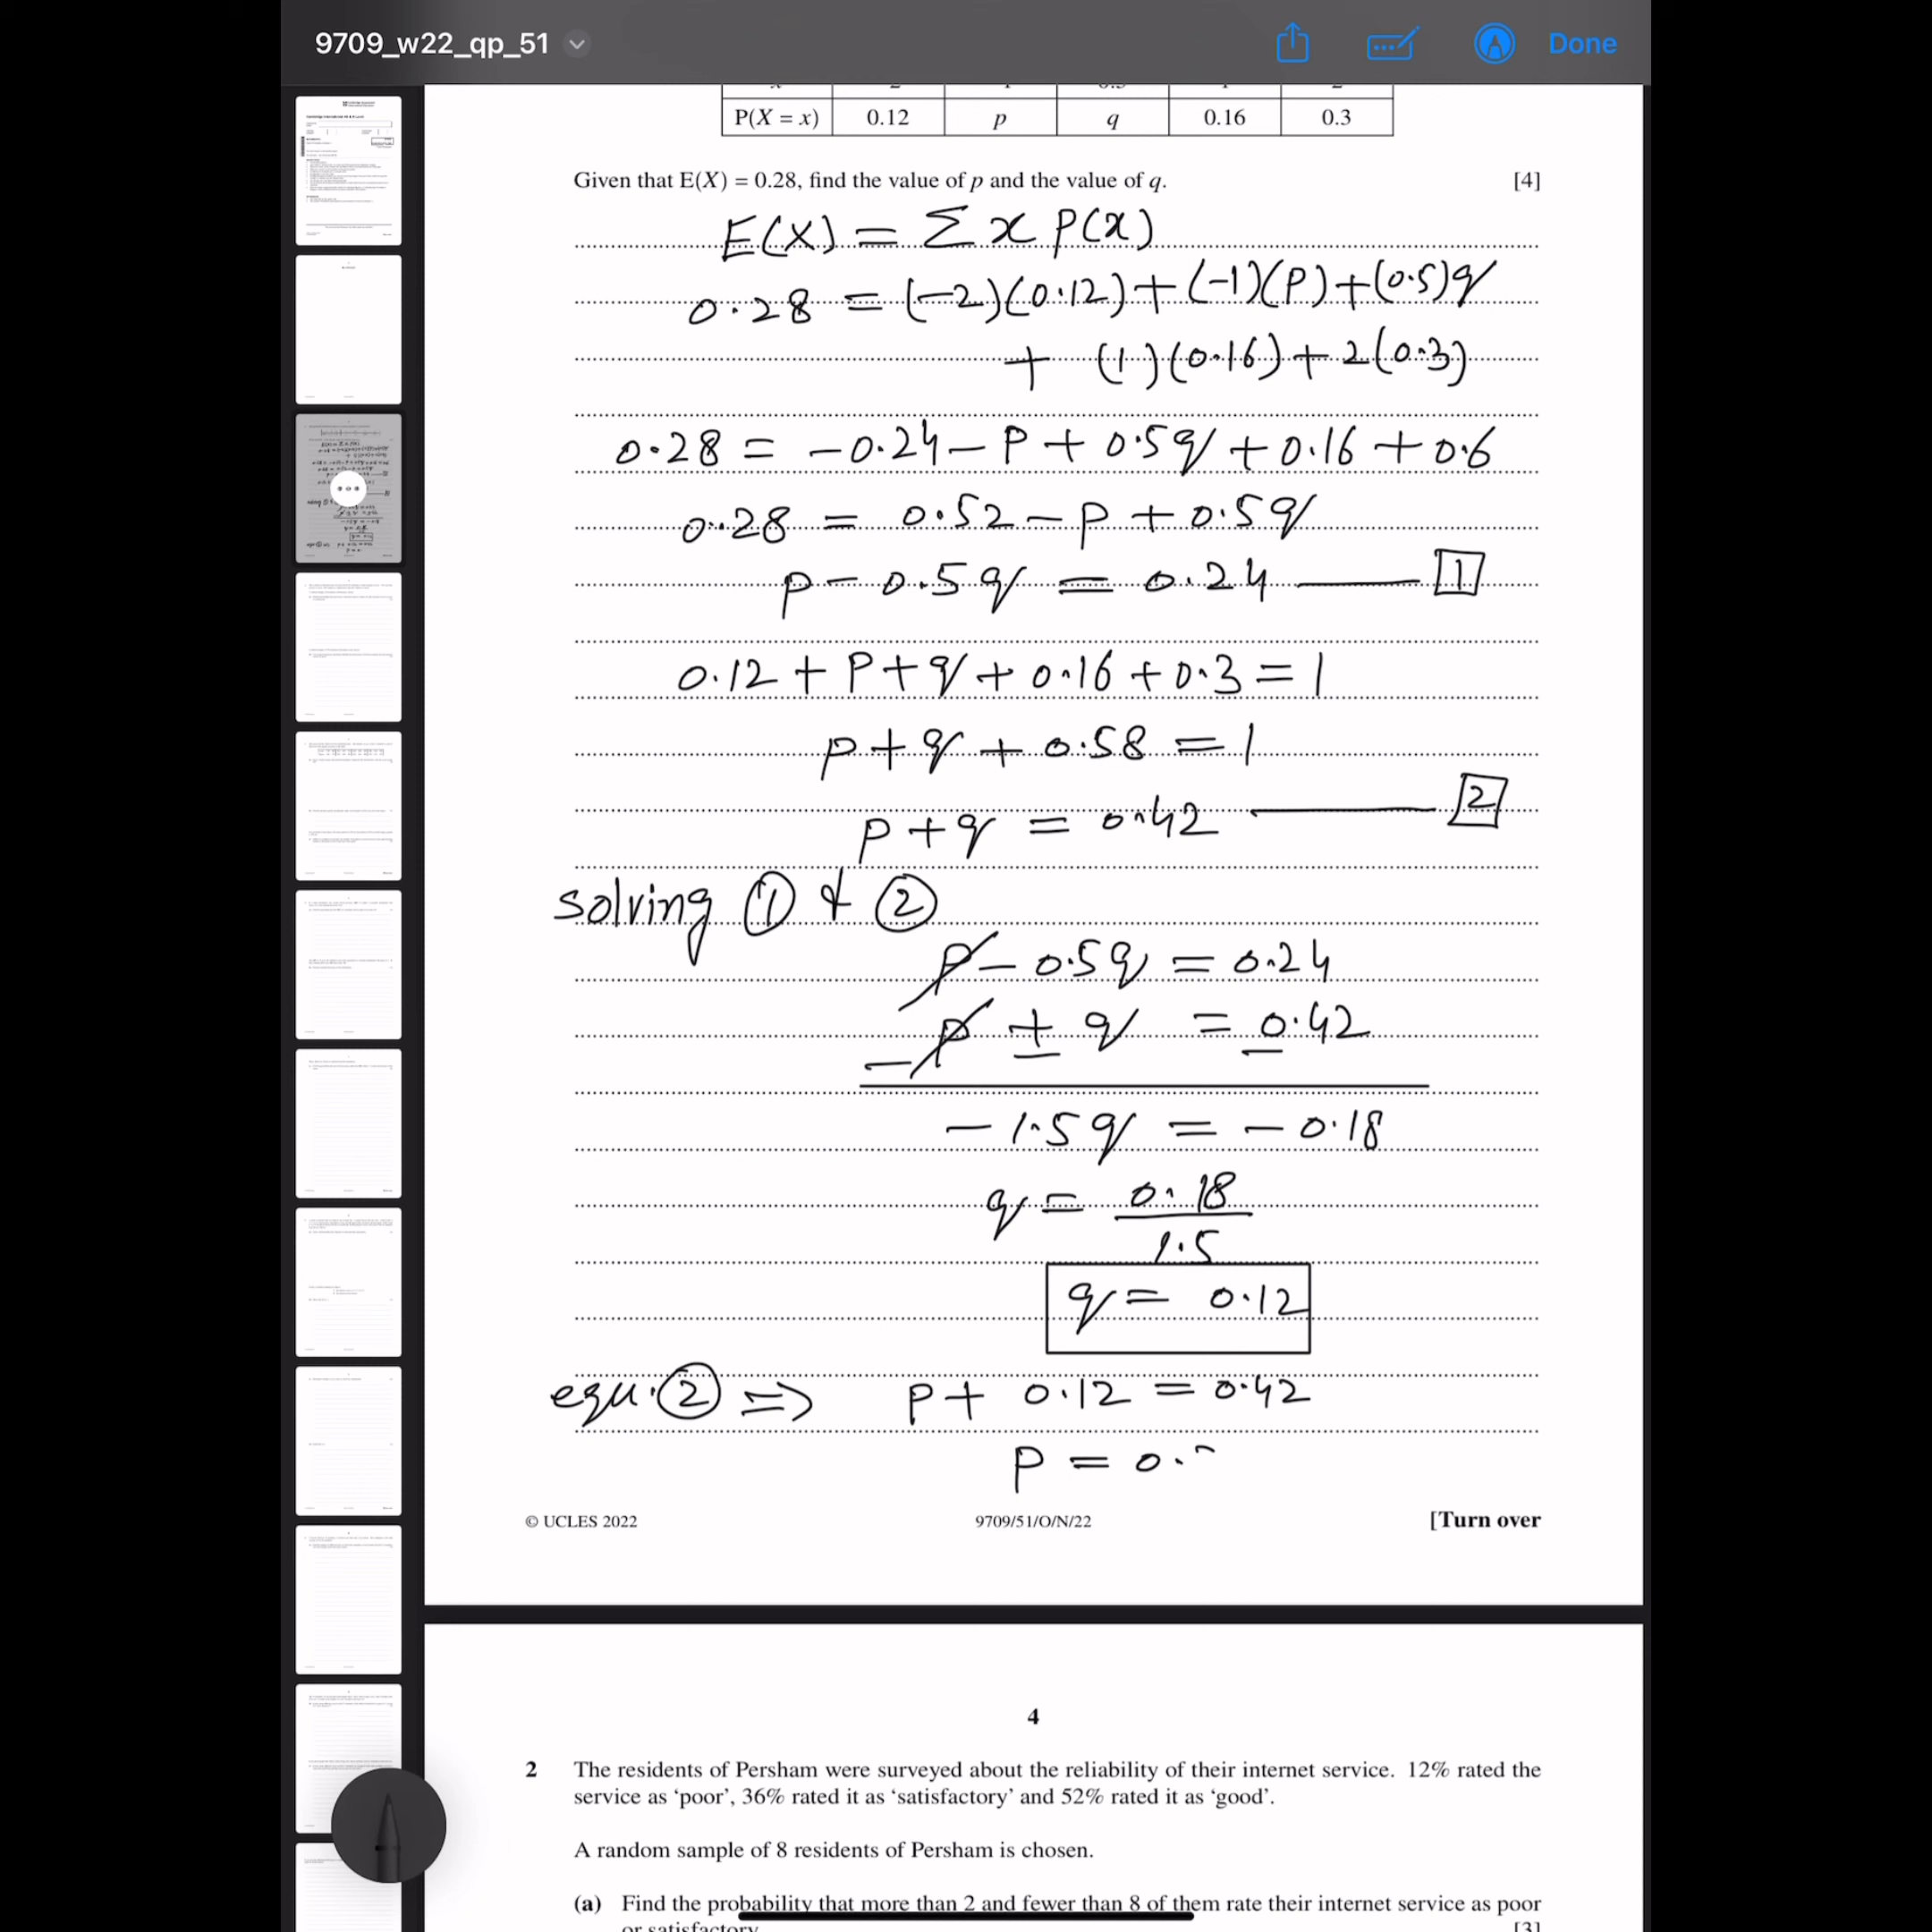 9709_w22_qp_51
Done
P(X = x) 0.12 p q 0.16 0.3
Given that E(X) = 0.28, find the value of p and the value of q. [4]
E(X) = Σ x P(x)
0.28 = (-2)(0.12) + (-1)(P) + (0.5)q
+ (1)(0.16) + 2(0.3)
0.28 = -0.24 - P + 0.5q + 0.16 + 0.6
0.28 = 0.52 - P + 0.5q
p - 0.5q = 0.24 —— 1
0.12 + P + q + 0.16 + 0.3 = 1
p + q + 0.58 = 1
p + q = 0.42 —— 2
solving ① & ②
p - 0.5q = 0.24
-p ± q = 0.42
-1.5q = -0.18
q = 0.18
1.5
q = 0.12
equ. ② => P + 0.12 = 0.42
P = 0.
© UCLES 2022 9709/51/O/N/22 [Turn over
4
2 The residents of Persham were surveyed about the reliability of their internet service. 12% rated the
service as ‘poor’, 36% rated it as ‘satisfactory’ and 52% rated it as ‘good’.
A random sample of 8 residents of Persham is chosen.
(a) Find the probability that more than 2 and fewer than 8 of them rate their internet service as poor
or satisfactory. [3]